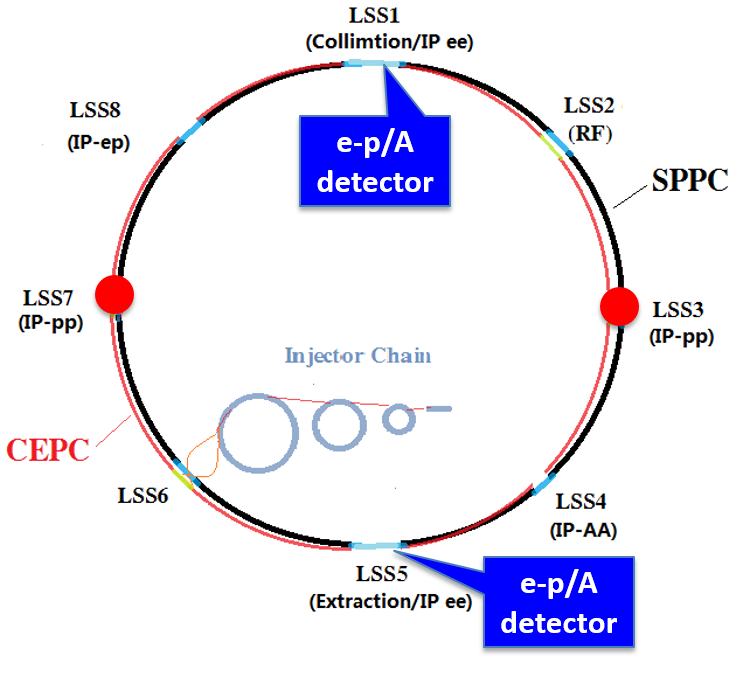 LSS1
(Collimtion/IP ee)
LSS8
(IP-ep)
e-p/A
detector
LSS2
(RF)
SPPC
LSS7
(IP-pp)
LSS3
(IP-pp)
Injector Chain
CEPC
LSS6
LSS4
(IP-AA)
LSS5
(Extraction/IP ee)
e-p/A
detector